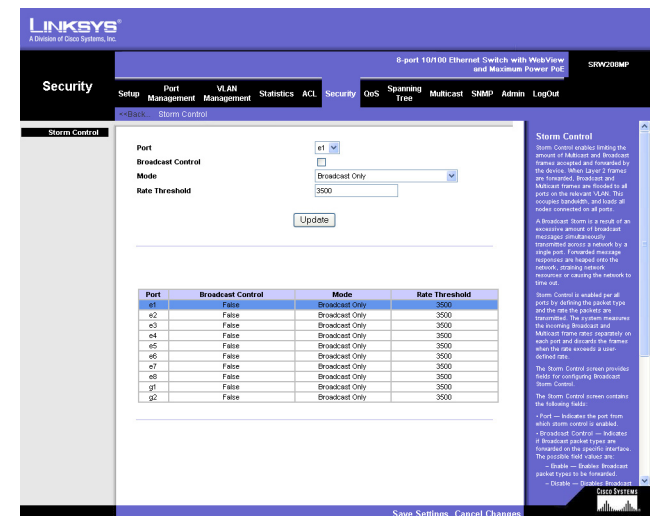 LINKSYS®
A Division of Cisco Systems, Inc.
8-port 10/100 Ethernet Switch with WebView
and Maximum Power PoE
SRW208MP
Security
Setup Port Management VLAN Management Statistics ACL Security QoS Spanning Tree Multicast SNMP Admin LogOut
<<Back... Storm Control
Storm Control
Port e1
Broadcast Control
Mode Broadcast Only
Rate Threshold 3500
Update
Port Broadcast Control Mode Rate Threshold
e1 False Broadcast Only 3500
e2 False Broadcast Only 3500
e3 False Broadcast Only 3500
e4 False Broadcast Only 3500
e5 False Broadcast Only 3500
e6 False Broadcast Only 3500
e7 False Broadcast Only 3500
e8 False Broadcast Only 3500
g1 False Broadcast Only 3500
g2 False Broadcast Only 3500
Storm Control
Storm Control enables limiting the
amount of Multicast and Broadcast
frames accepted and forwarded by
the device. When Layer 2 frames
are forwarded, Broadcast and
Multicast frames are flooded to all
ports on the relevant VLAN. This
occupies bandwidth, and loads all
nodes connected on all ports.
A Broadcast Storm is a result of an
excessive amount of broadcast
messages simultaneously
transmitted across a network by a
single port. Forwarded message
responses are heaped onto the
network, straining network
resources or causing the network to
time out.
Storm Control is enabled per all
ports by defining the packet type
and the rate the packets are
transmitted. The system measures
the incoming Broadcast and
Multicast frame rates separately on
each port and discards the frames
when the rate exceeds a user-
defined rate.
The Storm Control screen provides
fields for configuring Broadcast
Storm Control.
The Storm Control screen contains
the following fields:
• Port — Indicates the port from
which storm control is enabled.
• Broadcast Control — Indicates
if Broadcast packet types are
forwarded on the specific interface.
The possible field values are:
– Enable — Enables Broadcast
packet types to be forwarded.
– Disable — Disables Broadcast
Save Settings Cancel Changes
CISCO SYSTEMS